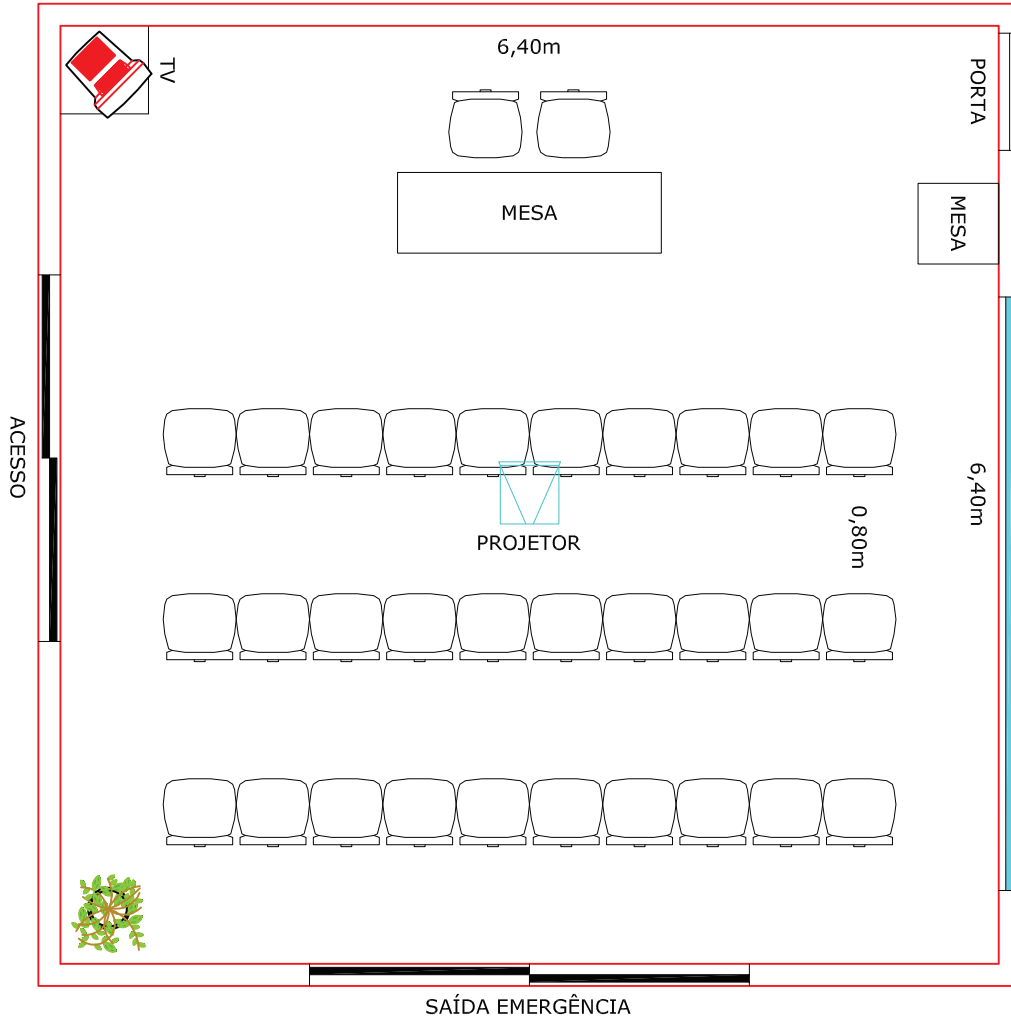 6,40m
TV
PORTA
MESA
MESA
ACESSO
6,40m
0,80m
PROJETOR
SAÍDA EMERGÊNCIA